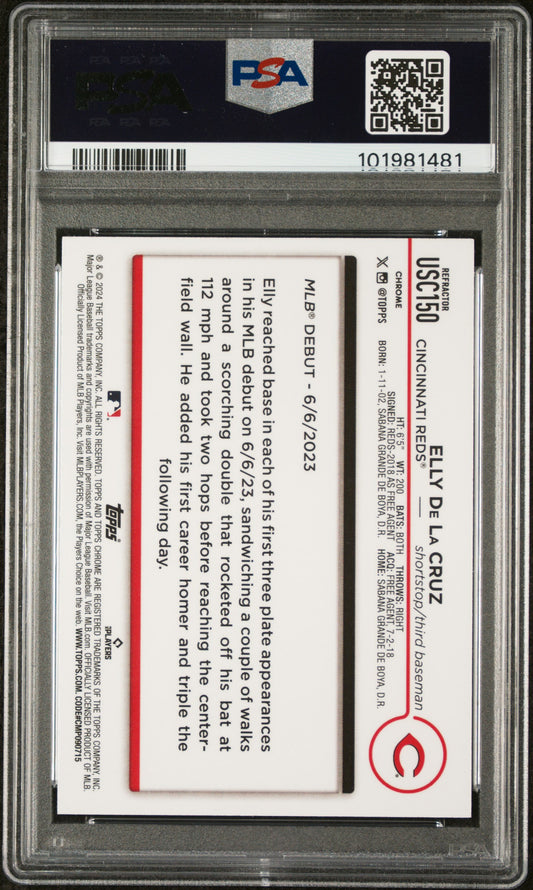 PSA
101981481
REFRACTOR
USC150
CHROME
@TOPPS
ELLY DE LA CRUZ
CINCINNATI REDS® — shortstop/third baseman
HT: 6'5" WT: 200 BATS: BOTH THROWS: RIGHT
SIGNED: REDS-2018 AS FREE AGENT ACQ: FREE AGENT, 7-2-18
BORN: 1-11-02, SABANA GRANDE DE BOYA, D.R. HOME: SABANA GRANDE DE BOYA, D.R.
C
MLB® DEBUT - 6/6/2023
Elly reached base in each of his first three plate appearances
in his MLB debut on 6/6/23, sandwiching a couple of walks
around a scorching double that rocketed off his bat at
112 mph and took two hops before reaching the center-
field wall. He added his first career homer and triple the
following day.
topps®
PLAYERS
® & © 2024 THE TOPPS COMPANY, INC. ALL RIGHTS RESERVED. TOPPS AND TOPPS CHROME ARE REGISTERED TRADEMARKS OF THE TOPPS COMPANY, INC.
Major League Baseball trademarks and copyrights are used with permission of Major League Baseball. Visit MLB.com. OFFICIALLY LICENSED PRODUCT OF MLB
Officially Licensed Product of MLB Players, Inc. Visit MLBPLAYERS.COM, the Players Choice on the web. WWW.TOPPS.COM. CODE#CMP090715